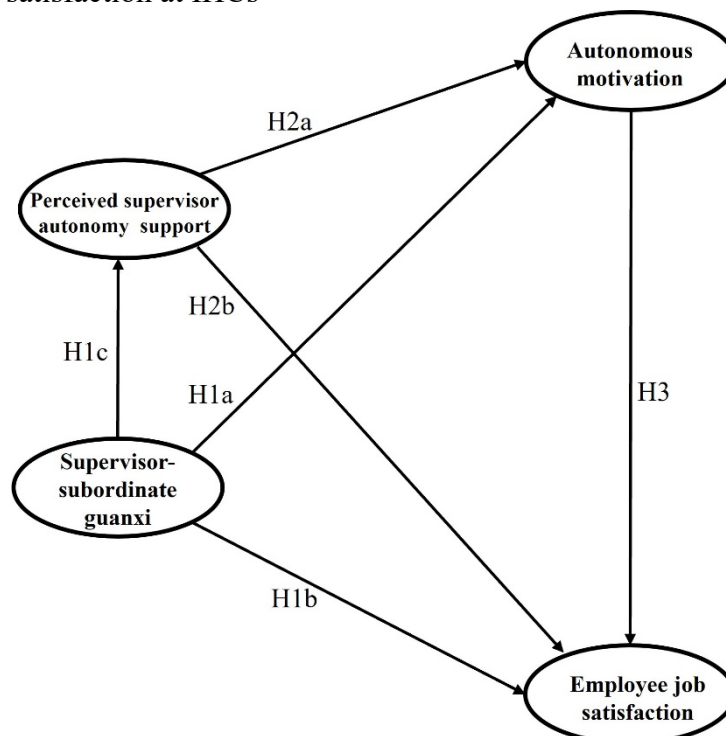 satisfaction at IHCs
Autonomous
motivation
H2a
Perceived supervisor
autonomy support
H2b
H1c
H1a
H3
Supervisor-
subordinate
guanxi
H1b
Employee job
satisfaction